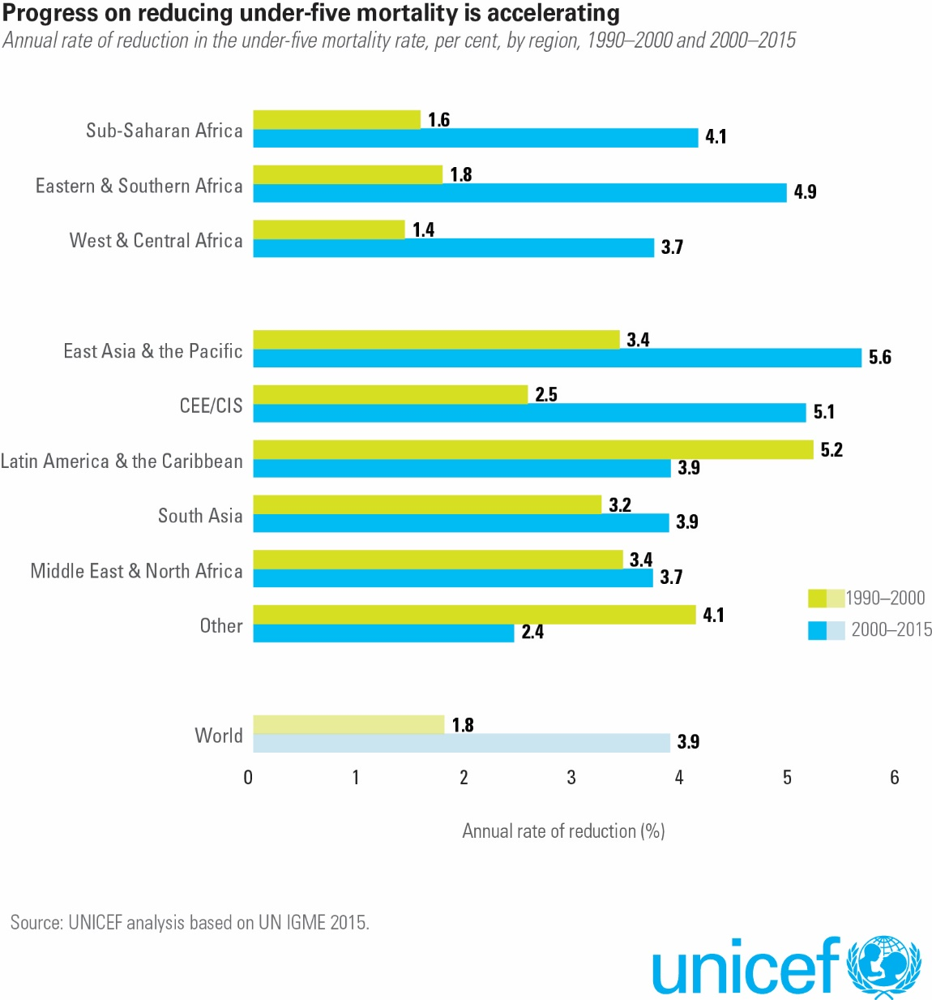 Progress on reducing under-five mortality is accelerating
Annual rate of reduction in the under-five mortality rate, per cent, by region, 1990–2000 and 2000–2015
Sub-Saharan Africa
1.6
4.1
Eastern & Southern Africa
1.8
4.9
West & Central Africa
1.4
3.7
East Asia & the Pacific
3.4
5.6
CEE/CIS
2.5
5.1
Latin America & the Caribbean
5.2
3.9
South Asia
3.2
3.9
Middle East & North Africa
3.4
3.7
Other
4.1
2.4
1990–2000
2000–2015
World
1.8
3.9
0 1 2 3 4 5 6
Annual rate of reduction (%)
Source: UNICEF analysis based on UN IGME 2015.
unicef